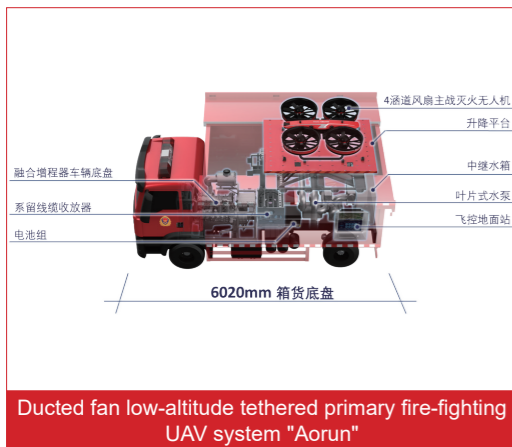 4涵道风扇主战灭火无人机
升降平台
中继水箱
叶片式水泵
飞控地面站
融合增程器车辆底盘
系留线缆收放器
电池组
6020mm 箱货底盘
Ducted fan low-altitude tethered primary fire-fighting
UAV system "Aorun"